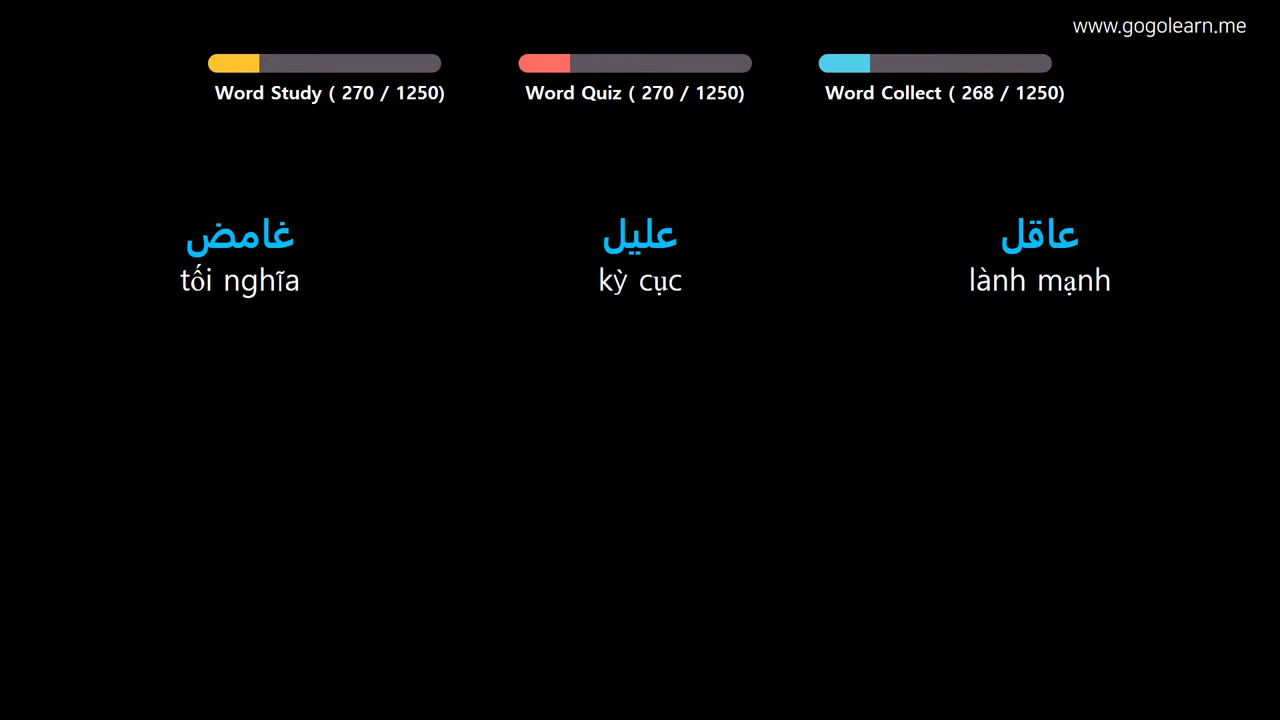 www.gogolearn.me
Word Study ( 270 / 1250)
Word Quiz ( 270 / 1250)
Word Collect ( 268 / 1250)
غامض
tối nghĩa
عليل
kỳ cục
عاقل
lành mạnh